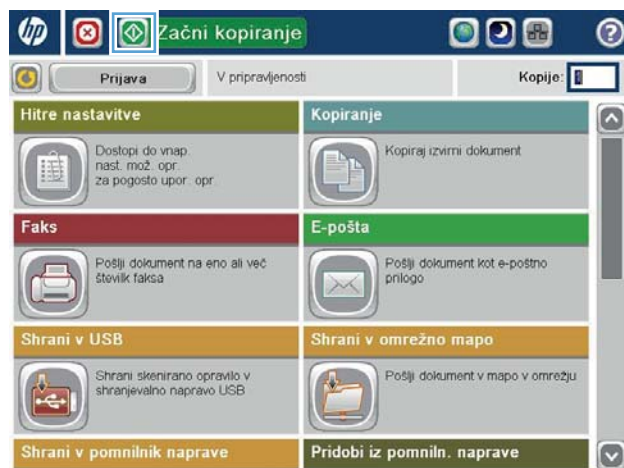 hp
Začni kopiranje
?
Prijava
V pripravljenosti
Kopije: 1
Hitre nastavitve
Kopiranje
Dostopi do vnap.
nast. mož. opr.
za pogosto upor. opr.
Kopiraj izvirni dokument
Faks
E-pošta
Pošlji dokument na
eno ali več
številk faksa
Pošlji dokument kot e-poštno
prilogo
Shrani v USB
Shrani v omrežno mapo
Shrani skenirano opravilo v
shranjevalno napravo USB
Pošlji dokument v mapo v omrežju
Shrani v pomnilnik naprave
Pridobi iz pomniln. naprave